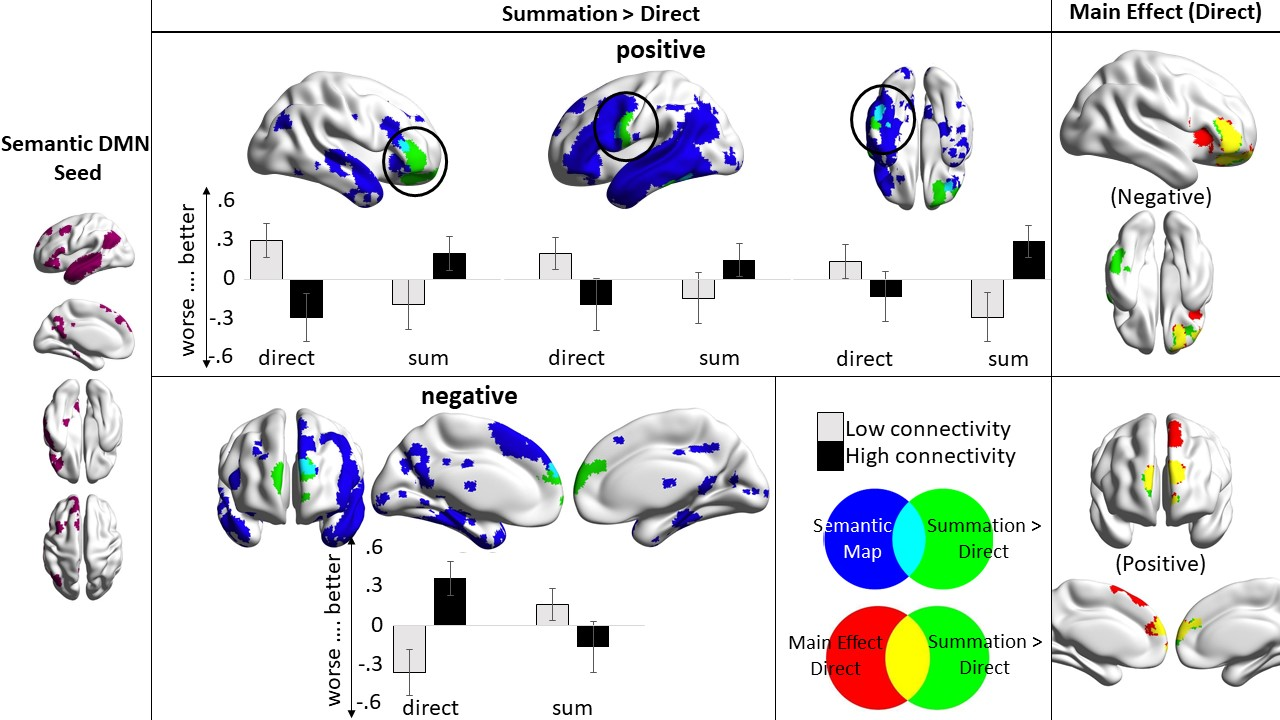 Summation > Direct
Main Effect (Direct)
positive
Semantic DMN
Seed
worse .... better
.6
.3
0
-.3
-.6
direct
sum
direct
sum
direct
sum
(Negative)
negative
worse .... better
.6
.3
0
-.3
-.6
direct
sum
Low connectivity
High connectivity
Semantic
Map
Summation >
Direct
Main Effect
Direct
Summation >
Direct
(Positive)